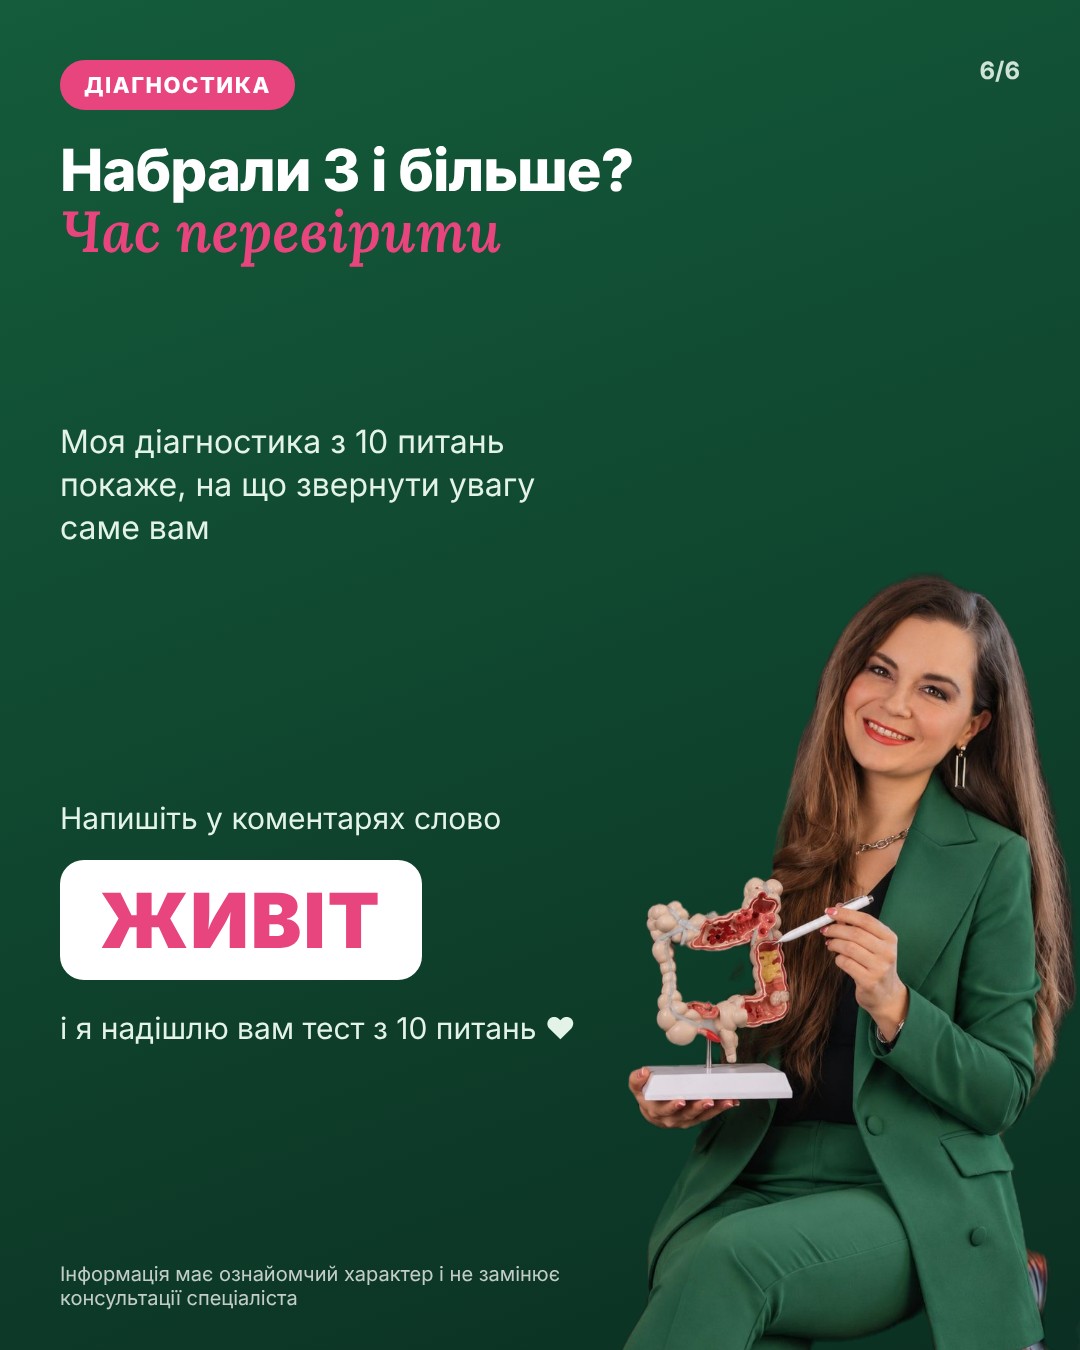 ДІАГНОСТИКА
6/6
Набрали 3 і більше?
Час перевірити
Моя діагностика з 10 питань
покаже, на що звернути увагу
саме вам
Напишіть у коментарях слово
ЖИВІТ
і я надішлю вам тест з 10 питань ♥
Інформація має ознайомчий характер і не замінює
консультації спеціаліста